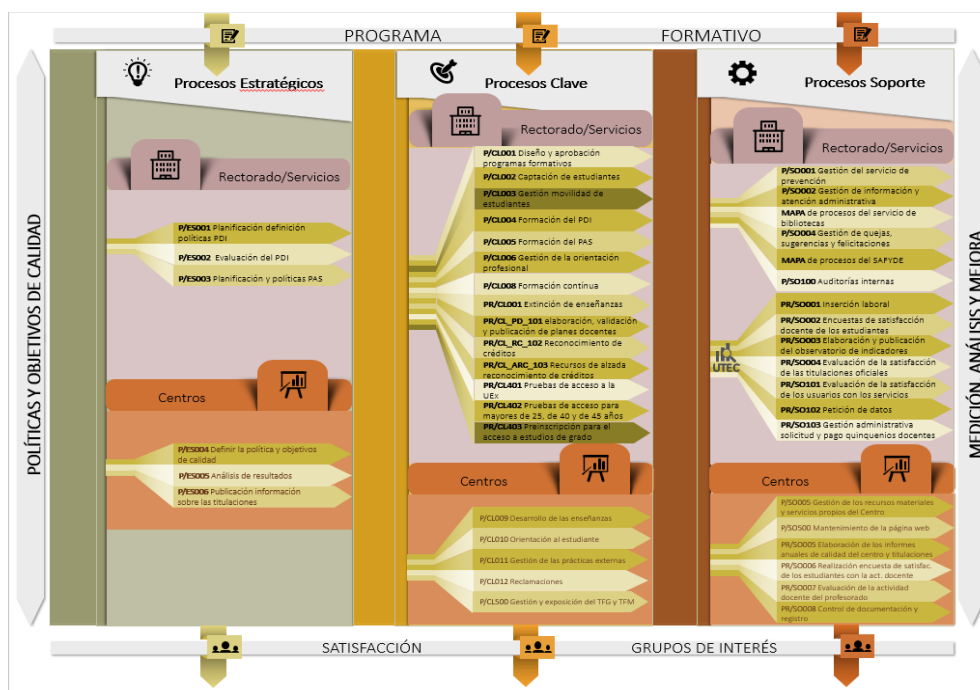 PROGRAMA FORMATIVO
POLÍTICAS Y OBJETIVOS DE CALIDAD
Procesos Estratégicos
Rectorado/Servicios
P/ES001 Planificación definición
políticas PDI
P/ES002 Evaluación del PDI
P/ES003 Planificación y políticas PAS
Centros
P/ES004 Definir la política y objetivos
de calidad
P/ES005 Análisis de resultados
P/ES006 Publicación información
sobre las titulaciones
Procesos Clave
Rectorado/Servicios
P/CL001 Diseño y aprobación
programas formativos
P/CL002 Captación de estudiantes
P/CL003 Gestión movilidad de
estudiantes
P/CL004 Formación del PDI
P/CL005 Formación del PAS
P/CL006 Gestión de la orientación
profesional
P/CL008 Formación contínua
PR/CL001 Extinción de enseñanzas
PR/CL_PD_101 elaboración, validación
y publicación de planes docentes
PR/CL_RC_102 Reconocimiento de
créditos
PR/CL_ARC_103 Recursos de alzada
reconocimiento de créditos
PR/CL401 Pruebas de acceso a la
UEx
PR/CL402 Pruebas de acceso para
mayores de 25, de 40 y de 45 años
PR/CL403 Preinscripción para el
acceso a estudios de grado
Centros
P/CL009 Desarrollo de las enseñanzas
P/CL010 Orientación al estudiante
P/CL011 Gestión de las prácticas externas
P/CL012 Reclamaciones
P/CL500 Gestión y exposición del TFG y TFM
Procesos Soporte
Rectorado/Servicios
P/SO001 Gestión del servicio de
prevención
P/SO002 Gestión de información y
atención administrativa
MAPA de procesos del servicio de
bibliotecas
P/SO004 Gestión de quejas,
sugerencias y felicitaciones
MAPA de procesos del SAFYDE
P/SO100 Auditorías internas
UTEC
PR/SO001 Inserción laboral
PR/SO002 Encuestas de satisfacción
docente de los estudiantes
PR/SO003 Elaboración y publicación
del observatorio de indicadores
PR/SO004 Evaluación de la satisfacción
de las titulaciones oficiales
PR/SO101 Evaluación de la satisfacción
de los usuarios con los servicios
PR/SO102 Petición de datos
PR/SO103 Gestión administrativa
solicitud y pago quinquenios docentes
Centros
P/SO005 Gestión de los recursos materiales
y servicios propios del Centro
P/SO500 Mantenimiento de la página web
PR/SO005 Elaboración de los informes
anuales de calidad del centro y titulaciones
PR/SO006 Realización encuesta de satisfac.
de los estudiantes con la act. docente
PR/SO007 Evaluación de la actividad
docente del profesorado
PR/SO008 Control de documentación y
registro
MEDICIÓN, ANÁLISIS Y MEJORA
SATISFACCIÓN GRUPOS DE INTERÉS